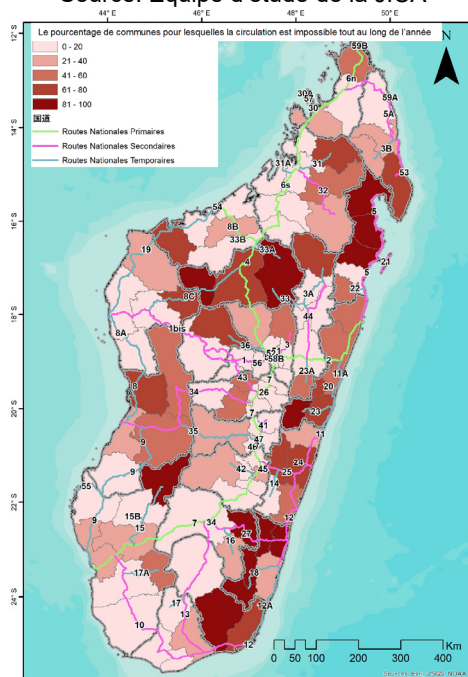 Source: Equipe d'étude de la JICA
44° E
46° E
48° E
50° E
Le pourcentage de communes pour lesquelles la circulation est impossible tout au long de l'année
0 - 20
21 - 40
41 - 60
61 - 80
81 - 100
国道
Routes Nationales Primaires
Routes Nationales Secondaires
Routes Nationales Temporaires
N
12° S
14° S
16° S
18° S
20° S
22° S
24° S
59B
6n
59A
5A
30A
57
30
3B
31A
31
53
6s
32
54
5
8B
19
33B
33A
4
21
5
8C
33
3A
22
44
1bis
8A
36
3
1
56
58B
2
43
7
23A
11A
8
34
26
20
7
23
41
35
47
11
9
46
24
42
45
25
9
55
14
15B
12
9
15
7
34
27
16
17A
18
17
12A
13
10
12
Km
0 50 100 200 300 400